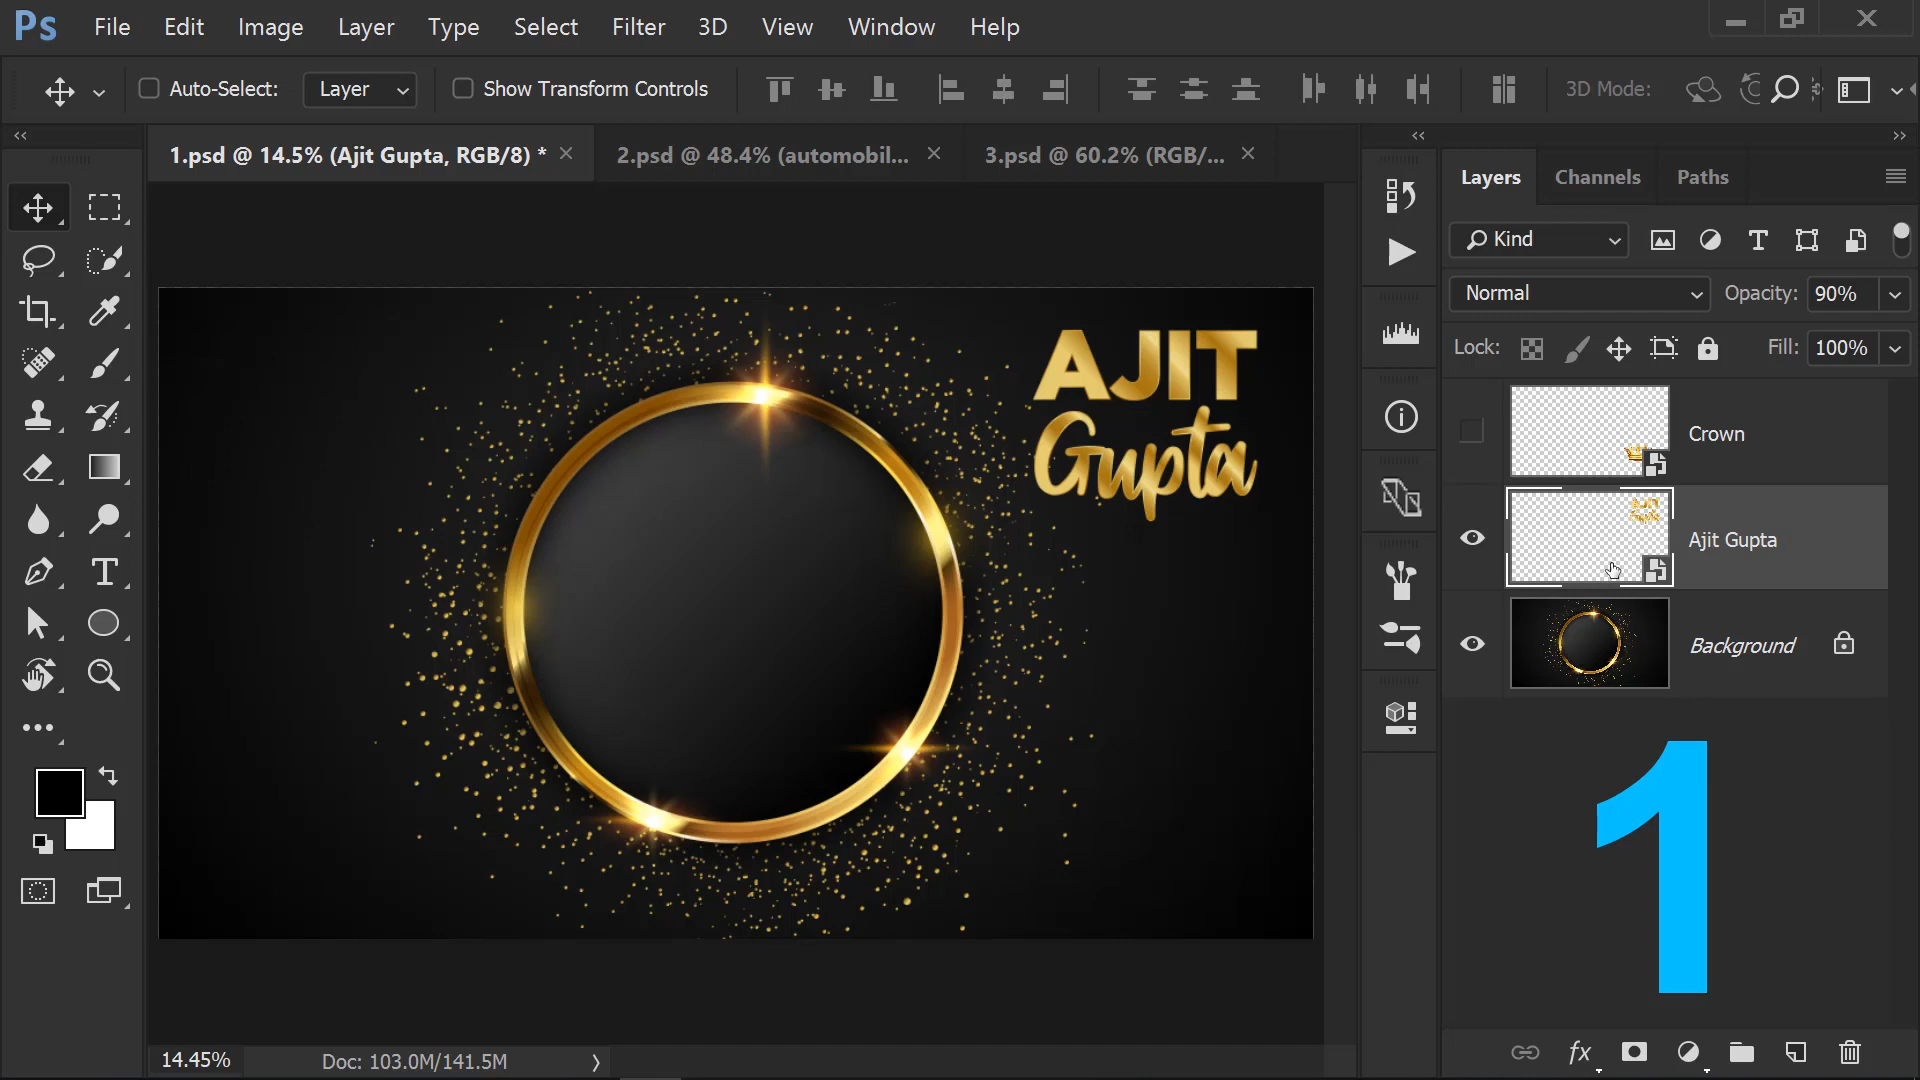 Ps File Edit Image Layer Type Select Filter 3D View Window Help
Auto-Select: Layer Show Transform Controls 3D Mode:
1.psd @ 14.5% (Ajit Gupta, RGB/8) * 2.psd @ 48.4% (automobil... 3.psd @ 60.2% (RGB/...
Layers Channels Paths
Kind
Normal Opacity: 90%
Lock: Fill: 100%
AJIT
Gupta
Crown
Ajit Gupta
Background
1
14.45% Doc: 103.0M/141.5M
fx